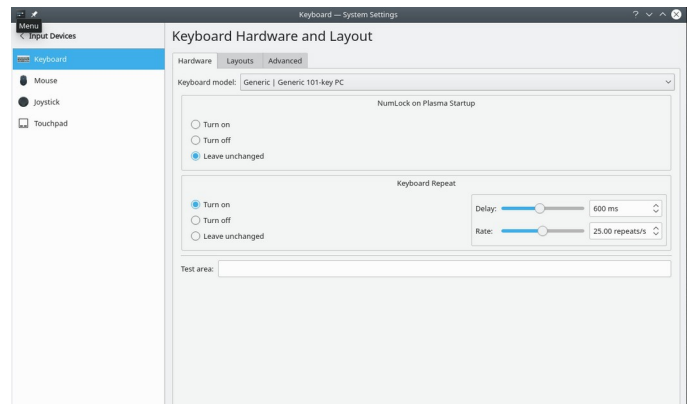 Keyboard — System Settings
Menu
Input Devices
Keyboard Hardware and Layout
Keyboard
Mouse
Joystick
Touchpad
Hardware Layouts Advanced
Keyboard model: Generic | Generic 101-key PC
NumLock on Plasma Startup
Turn on
Turn off
Leave unchanged
Keyboard Repeat
Turn on
Turn off
Leave unchanged
Delay: 600 ms
Rate: 25.00 repeats/s
Test area: